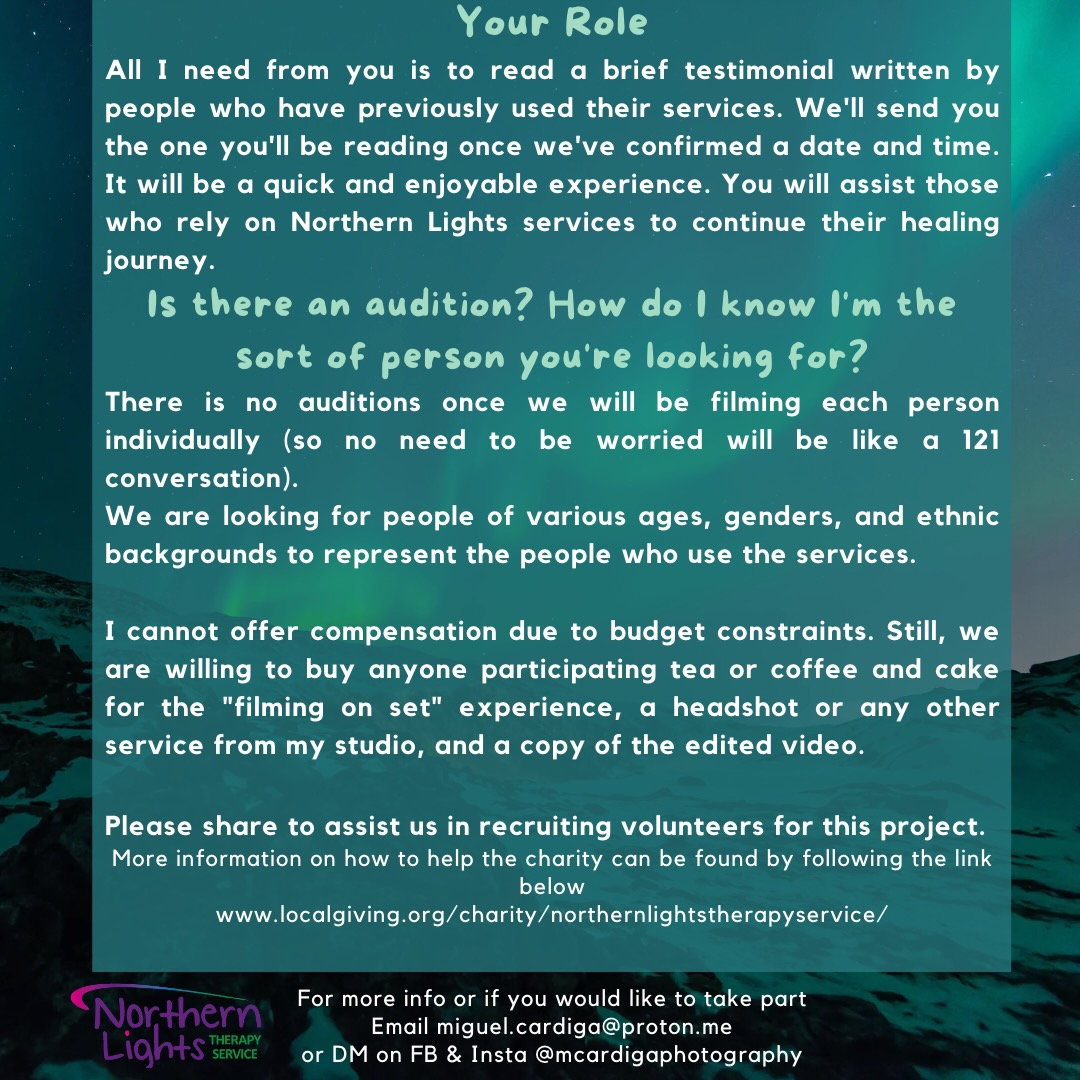 Your Role
All I need from you is to read a brief testimonial written by
people who have previously used their services. We'll send you
the one you'll be reading once we've confirmed a date and time.
It will be a quick and enjoyable experience. You will assist those
who rely on Northern Lights services to continue their healing
journey.
Is there an audition? How do I know I'm the
sort of person you're looking for?
There is no auditions once we will be filming each person
individually (so no need to be worried will be like a 121
conversation).
We are looking for people of various ages, genders, and ethnic
backgrounds to represent the people who use the services.
I cannot offer compensation due to budget constraints. Still, we
are willing to buy anyone participating tea or coffee and cake
for the "filming on set" experience, a headshot or any other
service from my studio, and a copy of the edited video.
Please share to assist us in recruiting volunteers for this project.
More information on how to help the charity can be found by following the link
below
www.localgiving.org/charity/northernlightstherapyservice/
Northern
Lights THERAPY
SERVICE
For more info or if you would like to take part
Email miguel.cardiga@proton.me
or DM on FB & Insta @mcardigaphotography